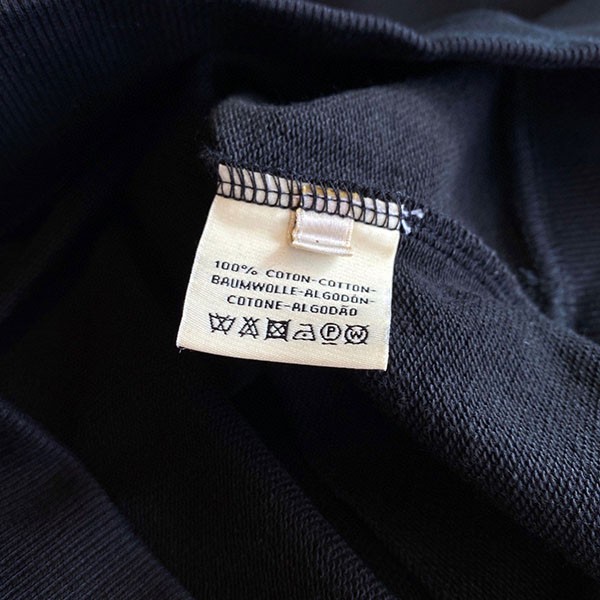 100% COTON-COTTON-
BAUMWOLLE-ALGODÓN-
COTONE-ALGODÃO
P W